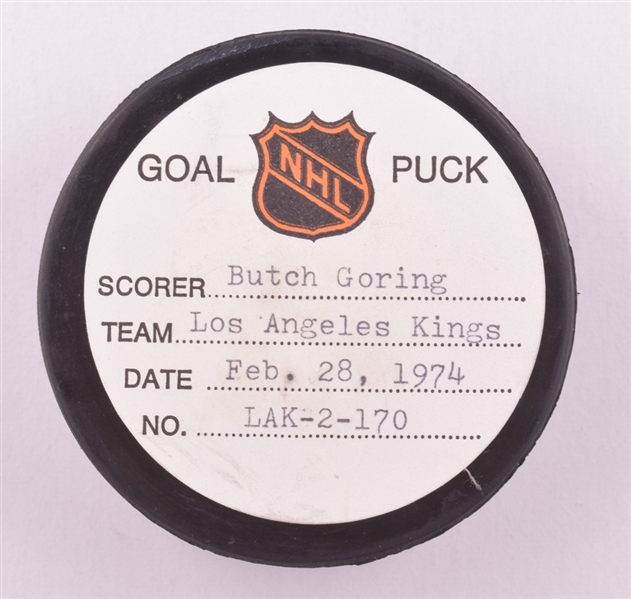 GOAL NHL PUCK
SCORER Butch Goring
TEAM Los Angeles Kings
DATE Feb. 28, 1974
NO. LAK-2-170